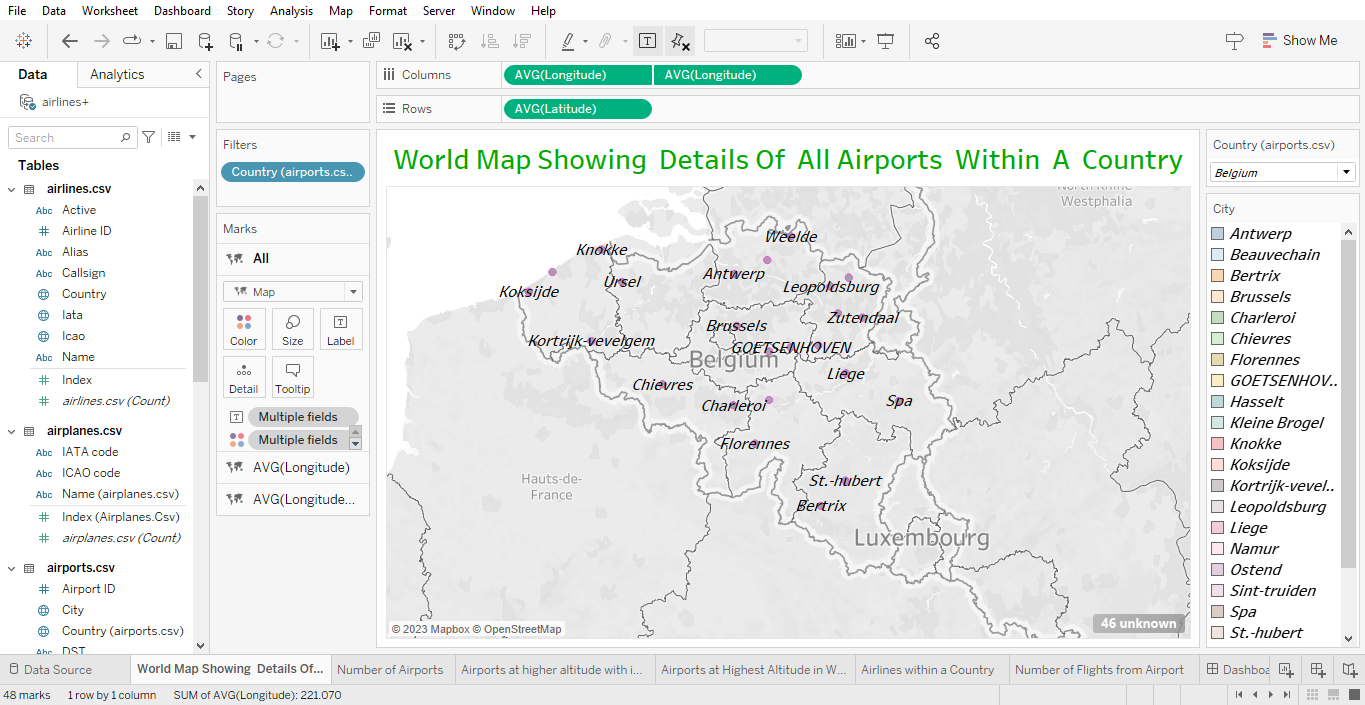 File Data Worksheet Dashboard Story Analysis Map Format Server Window Help
Show Me
Data Analytics
airlines+
Search
Tables
airlines.csv
Abc Active
Airline ID
Abc Alias
Abc Callsign
Country
Iata
Icao
Abc Name
Index
airlines.csv (Count)
airplanes.csv
Abc IATA code
Abc ICAO code
Abc Name (airplanes.csv)
Index (Airplanes.Csv)
airplanes.csv (Count)
airports.csv
Airport ID
City
Country (airports.csv)
Abc DST
Pages
Filters
Country (airports.cs..
Marks
All
Map
Color Size Label
Detail Tooltip
Multiple fields
Multiple fields
AVG(Longitude)
AVG(Longitude...
Columns AVG(Longitude) AVG(Longitude)
Rows AVG(Latitude)
World Map Showing Details Of All Airports Within A Country
North Rhine
Westphalia
Weelde
Knokke
Antwerp
Ursel
Leopoldsburg
Koksijde
Zutendaal
Brussels
Kortrijk-vevelgem
GOETSENHOVEN
Belgium
Liege
Chievres
Spa
Charleroi
Florennes
Hauts-de-
France
St.-hubert
Bertrix
Luxembourg
© 2023 Mapbox © OpenStreetMap
46 unknown
Country (airports.csv)
Belgium
City
Antwerp
Beauvechain
Bertrix
Brussels
Charleroi
Chievres
Florennes
GOETSENHOV..
Hasselt
Kleine Brogel
Knokke
Koksijde
Kortrijk-vevel..
Leopoldsburg
Liege
Namur
Ostend
Sint-truiden
Spa
St.-hubert
Data Source World Map Showing Details Of... Number of Airports Airports at higher altitude with i... Airports at Highest Altitude in W... Airlines within a Country Number of Flights from Airport Dashboa
48 marks 1 row by 1 column SUM of AVG(Longitude): 221.070